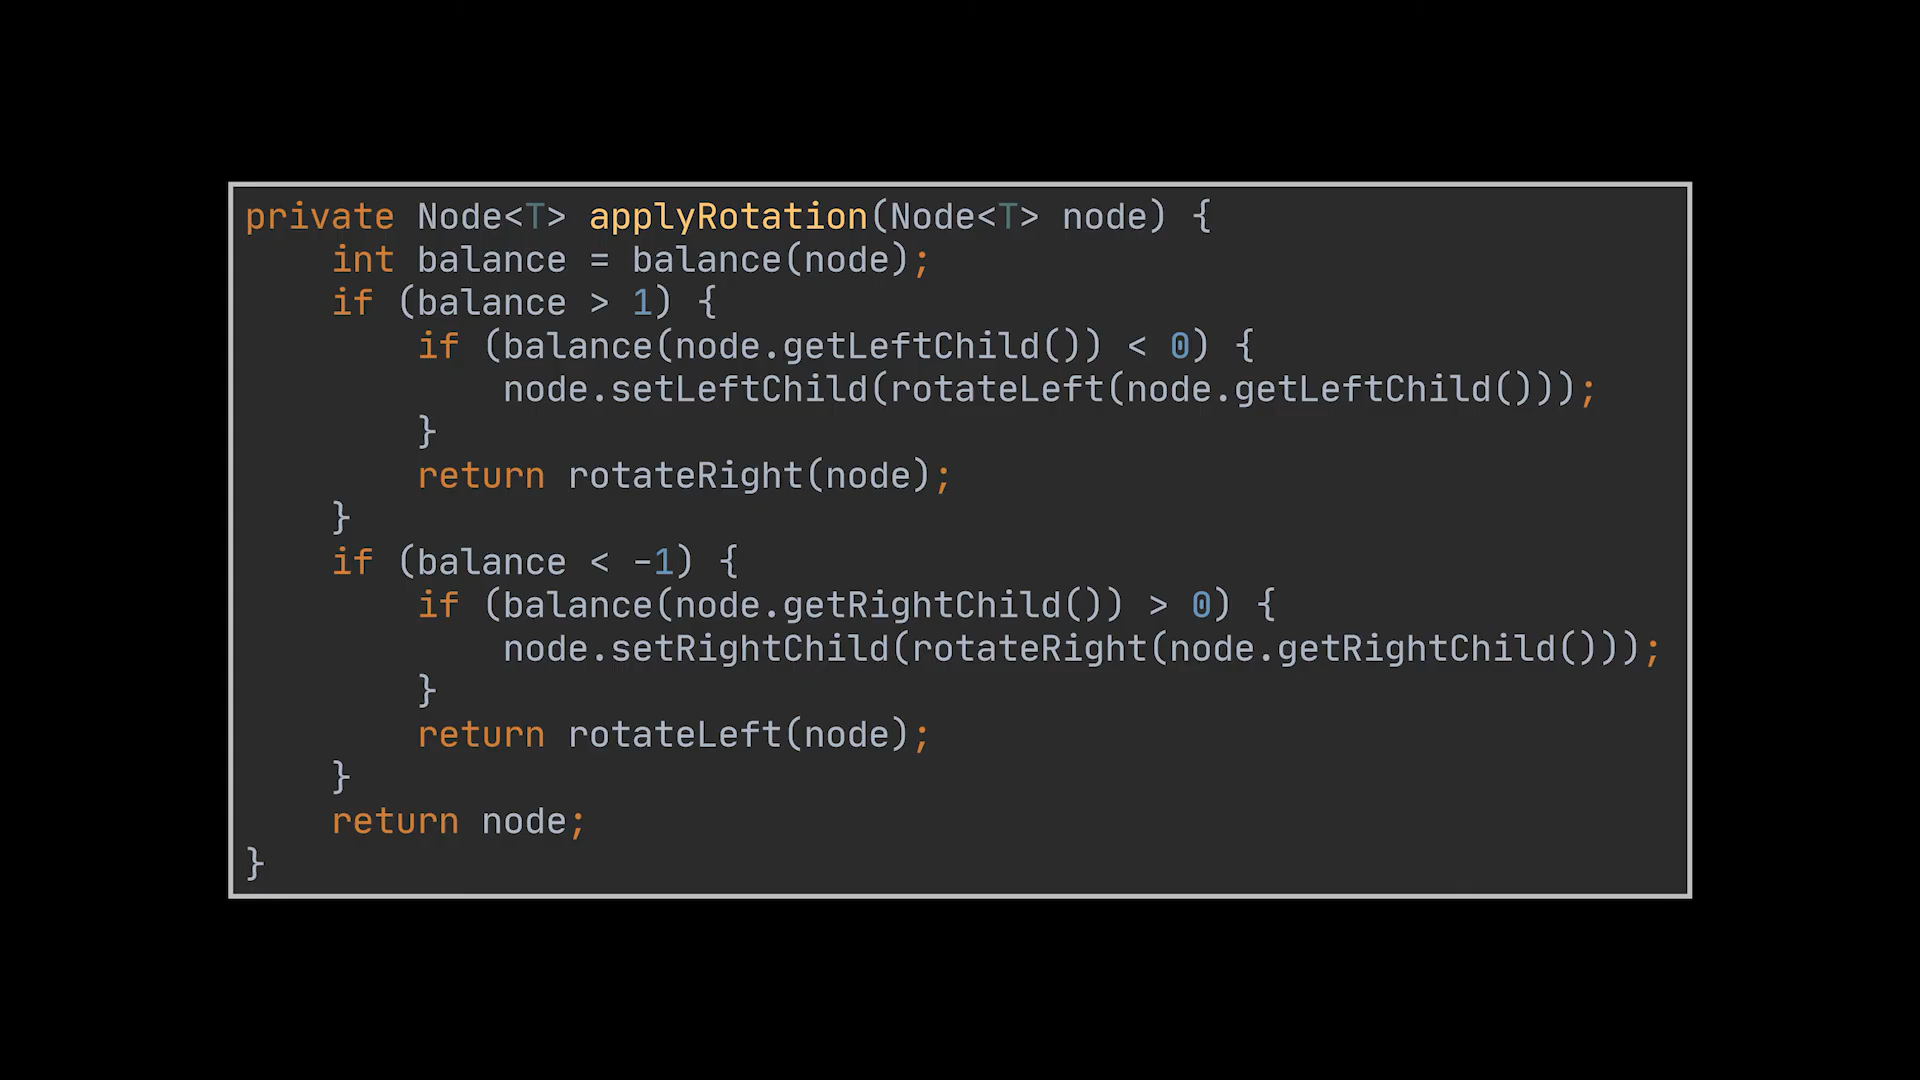 private Node<T> applyRotation(Node<T> node) {
    int balance = balance(node);
    if (balance > 1) {
        if (balance(node.getLeftChild()) < 0) {
            node.setLeftChild(rotateLeft(node.getLeftChild()));
        }
        return rotateRight(node);
    }
    if (balance < -1) {
        if (balance(node.getRightChild()) > 0) {
            node.setRightChild(rotateRight(node.getRightChild()));
        }
        return rotateLeft(node);
    }
    return node;
}